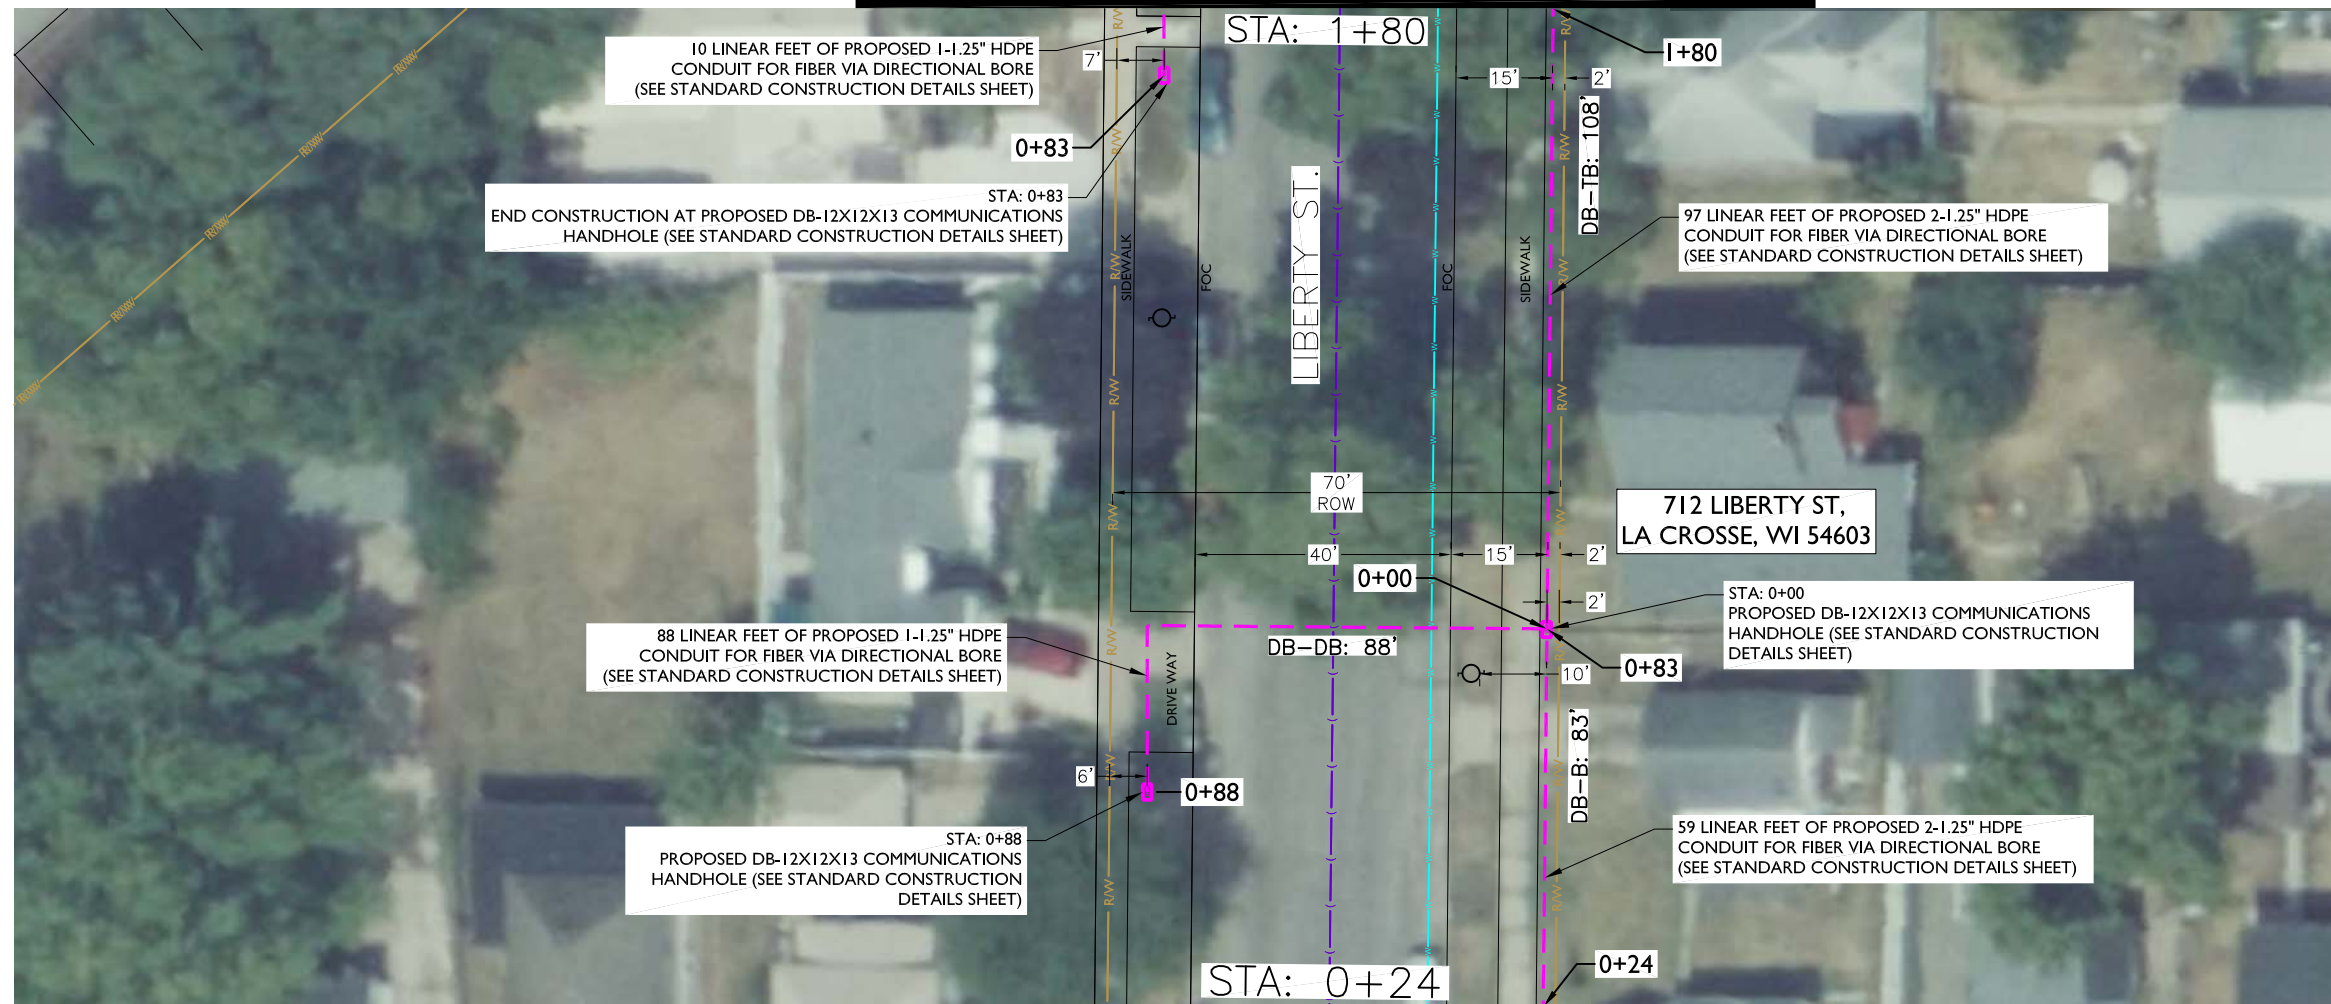 STA: 1+80
10 LINEAR FEET OF PROPOSED 1-1.25" HDPE
CONDUIT FOR FIBER VIA DIRECTIONAL BORE
(SEE STANDARD CONSTRUCTION DETAILS SHEET)
7'
1+80
15'
2'
DB-TB: 108'
0+83
STA: 0+83
END CONSTRUCTION AT PROPOSED DB-12X12X13 COMMUNICATIONS
HANDHOLE (SEE STANDARD CONSTRUCTION DETAILS SHEET)
97 LINEAR FEET OF PROPOSED 2-1.25" HDPE
CONDUIT FOR FIBER VIA DIRECTIONAL BORE
(SEE STANDARD CONSTRUCTION DETAILS SHEET)
R/W
R/W
R/W
R/W
SIDEWALK
FOC
LIBERTY ST.
FOC
SIDEWALK
R/W
R/W
R/W
R/W
70'
ROW
712 LIBERTY ST,
LA CROSSE, WI 54603
40'
15'
2'
0+00
2'
STA: 0+00
PROPOSED DB-12X12X13 COMMUNICATIONS
HANDHOLE (SEE STANDARD CONSTRUCTION
DETAILS SHEET)
88 LINEAR FEET OF PROPOSED 1-1.25" HDPE
CONDUIT FOR FIBER VIA DIRECTIONAL BORE
(SEE STANDARD CONSTRUCTION DETAILS SHEET)
DRIVE WAY
DB-DB: 88'
0+83
10'
DB-B: 83'
R/W
R/W
R/W
R/W
R/W
6'
0+88
STA: 0+88
PROPOSED DB-12X12X13 COMMUNICATIONS
HANDHOLE (SEE STANDARD CONSTRUCTION
DETAILS SHEET)
59 LINEAR FEET OF PROPOSED 2-1.25" HDPE
CONDUIT FOR FIBER VIA DIRECTIONAL BORE
(SEE STANDARD CONSTRUCTION DETAILS SHEET)
STA: 0+24
0+24